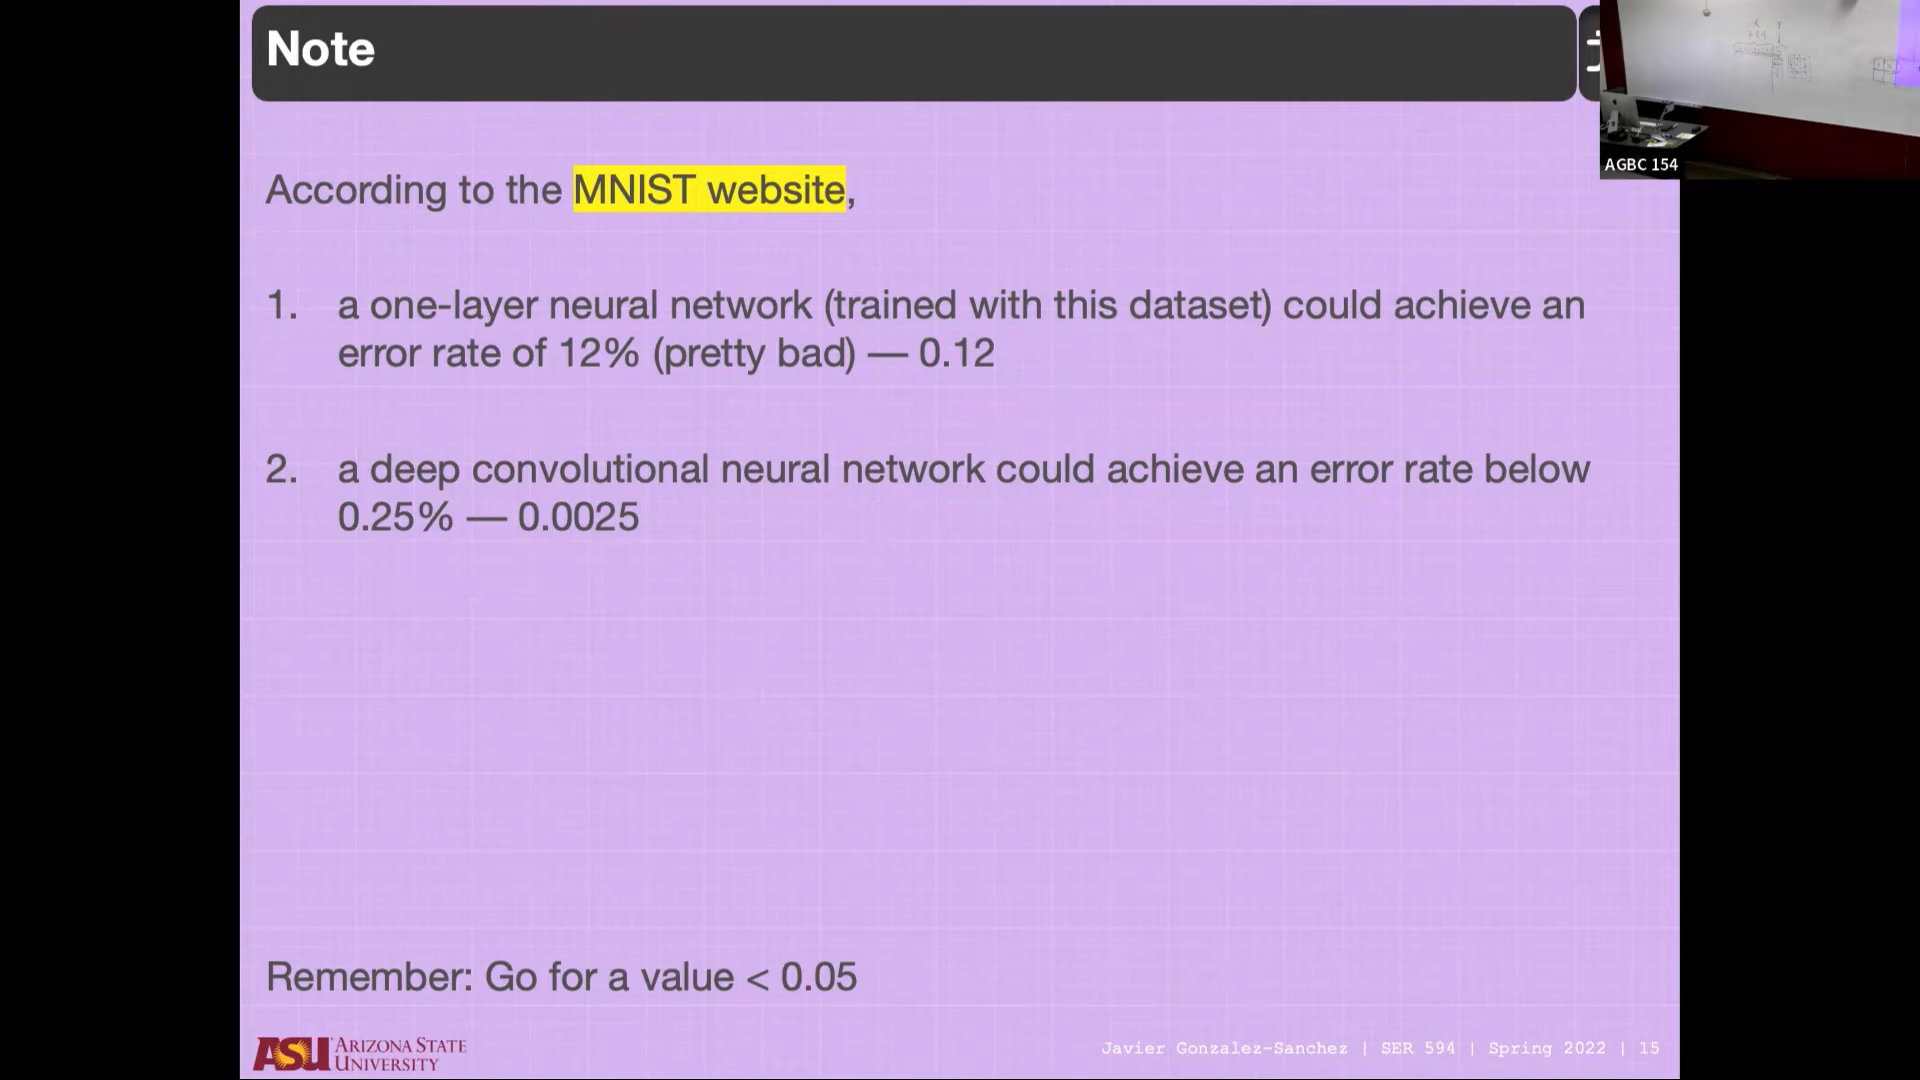 Note
AGBC 154
According to the MNIST website,
1. a one-layer neural network (trained with this dataset) could achieve an
error rate of 12% (pretty bad) — 0.12
2. a deep convolutional neural network could achieve an error rate below
0.25% — 0.0025
Remember: Go for a value < 0.05
ASU ARIZONA STATE
UNIVERSITY
Javier Gonzalez-Sanchez | SER 594 | Spring 2022 | 15